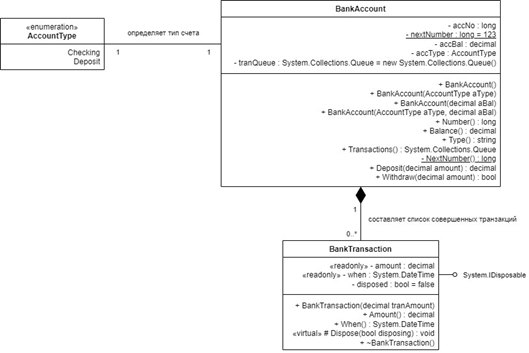 «enumeration»
AccountType
Checking
Deposit
определяет тип счета
1
1
BankAccount
- accNo : long
- nextNumber : long = 123
- accBal : decimal
- accType : AccountType
- tranQueue : System.Collections.Queue = new System.Collections.Queue()
+ BankAccount()
+ BankAccount(AccountType aType)
+ BankAccount(decimal aBal)
+ BankAccount(AccountType aType, decimal aBal)
+ Number() : long
+ Balance() : decimal
+ Type() : string
+ Transactions() : System.Collections.Queue
- NextNumber() : long
+ Deposit(decimal amount) : decimal
+ Withdraw(decimal amount) : bool
1
составляет список совершенных транзакций
0..*
BankTransaction
«readonly» - amount : decimal
«readonly» - when : System.DateTime
- disposed : bool = false
System.IDisposable
+ BankTransaction(decimal tranAmount)
+ Amount() : decimal
+ When() : System.DateTime
«virtual» # Dispose(bool disposing) : void
+ ~BankTransaction()